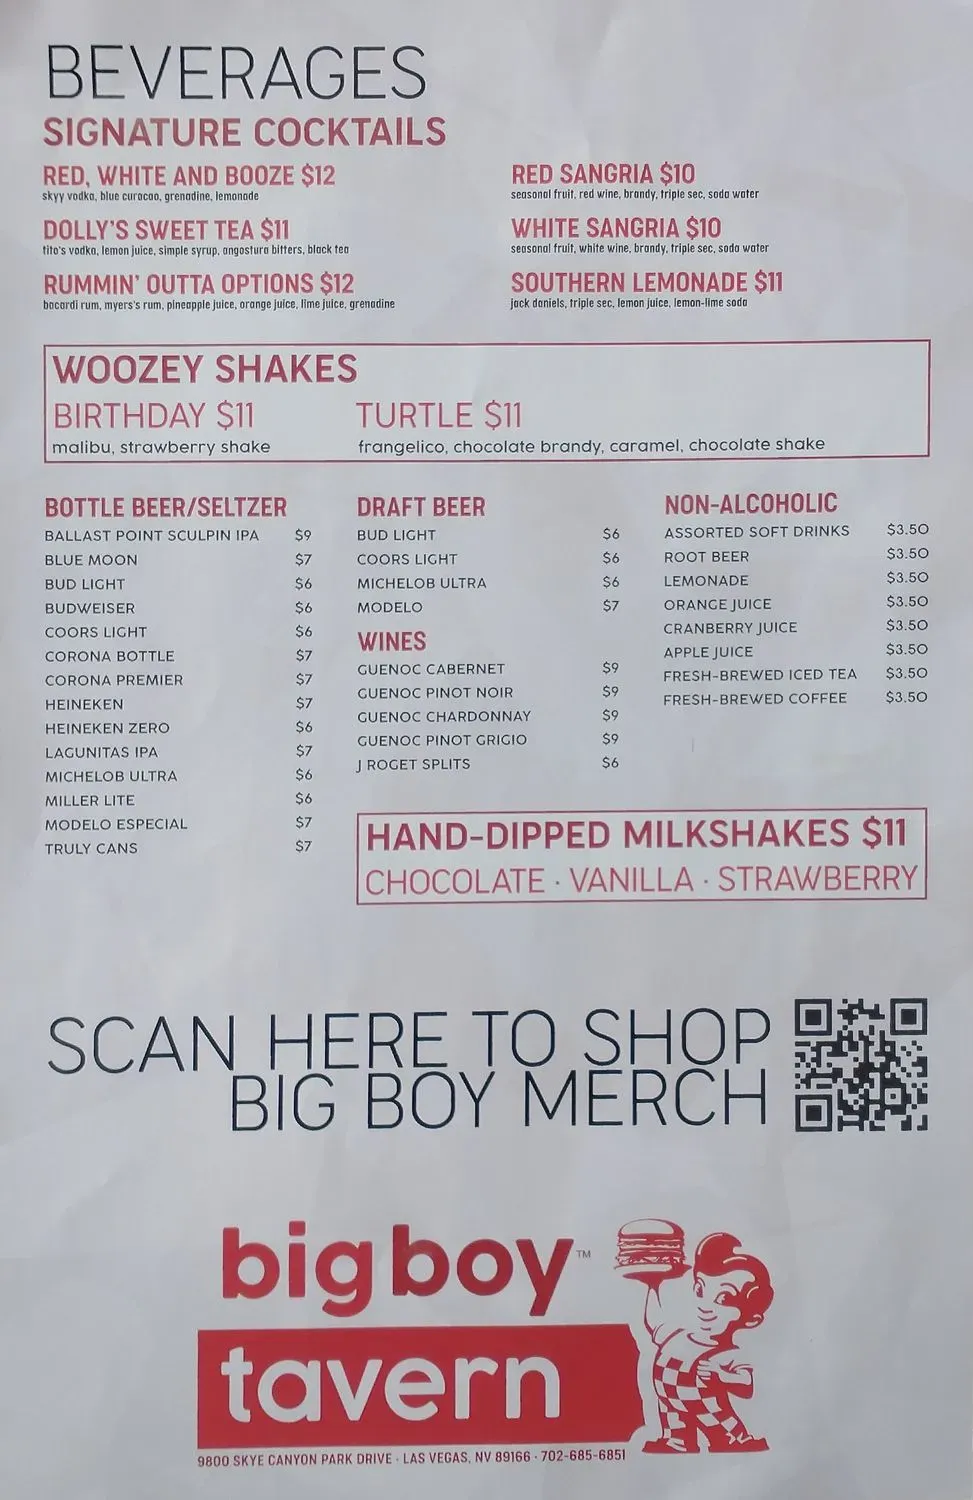 BEVERAGES
SIGNATURE COCKTAILS
RED, WHITE AND BOOZE $12
skyy vodka, blue curacao, grenadine, lemonade
DOLLY'S SWEET TEA $11
tito's vodka, lemon juice, simple syrup, angostura bitters, black tea
RUMMIN' OUTTA OPTIONS $12
bacardi rum, myers's rum, pineapple juice, orange juice, lime juice, grenadine
RED SANGRIA $10
seasonal fruit, red wine, brandy, triple sec, soda water
WHITE SANGRIA $10
seasonal fruit, white wine, brandy, triple sec, soda water
SOUTHERN LEMONADE $11
jack daniels, triple sec, lemon juice, lemon-lime soda
WOOZEY SHAKES
BIRTHDAY $11
malibu, strawberry shake
TURTLE $11
frangelico, chocolate brandy, caramel, chocolate shake
BOTTLE BEER/SELTZER
BALLAST POINT SCULPIN IPA $9
BLUE MOON $7
BUD LIGHT $6
BUDWEISER $6
COORS LIGHT $6
CORONA BOTTLE $7
CORONA PREMIER $7
HEINEKEN $7
HEINEKEN ZERO $6
LAGUNITAS IPA $7
MICHELOB ULTRA $6
MILLER LITE $6
MODELO ESPECIAL $7
TRULY CANS $7
DRAFT BEER
BUD LIGHT $6
COORS LIGHT $6
MICHELOB ULTRA $6
MODELO $7
WINES
GUENOC CABERNET $9
GUENOC PINOT NOIR $9
GUENOC CHARDONNAY $9
GUENOC PINOT GRIGIO $9
J ROGET SPLITS $6
NON-ALCOHOLIC
ASSORTED SOFT DRINKS $3.50
ROOT BEER $3.50
LEMONADE $3.50
ORANGE JUICE $3.50
CRANBERRY JUICE $3.50
APPLE JUICE $3.50
FRESH-BREWED ICED TEA $3.50
FRESH-BREWED COFFEE $3.50
HAND-DIPPED MILKSHAKES $11
CHOCOLATE · VANILLA · STRAWBERRY
SCAN HERE TO SHOP
BIG BOY MERCH
big boy™
tavern
9800 SKYE CANYON PARK DRIVE · LAS VEGAS, NV 89166 · 702-685-6851